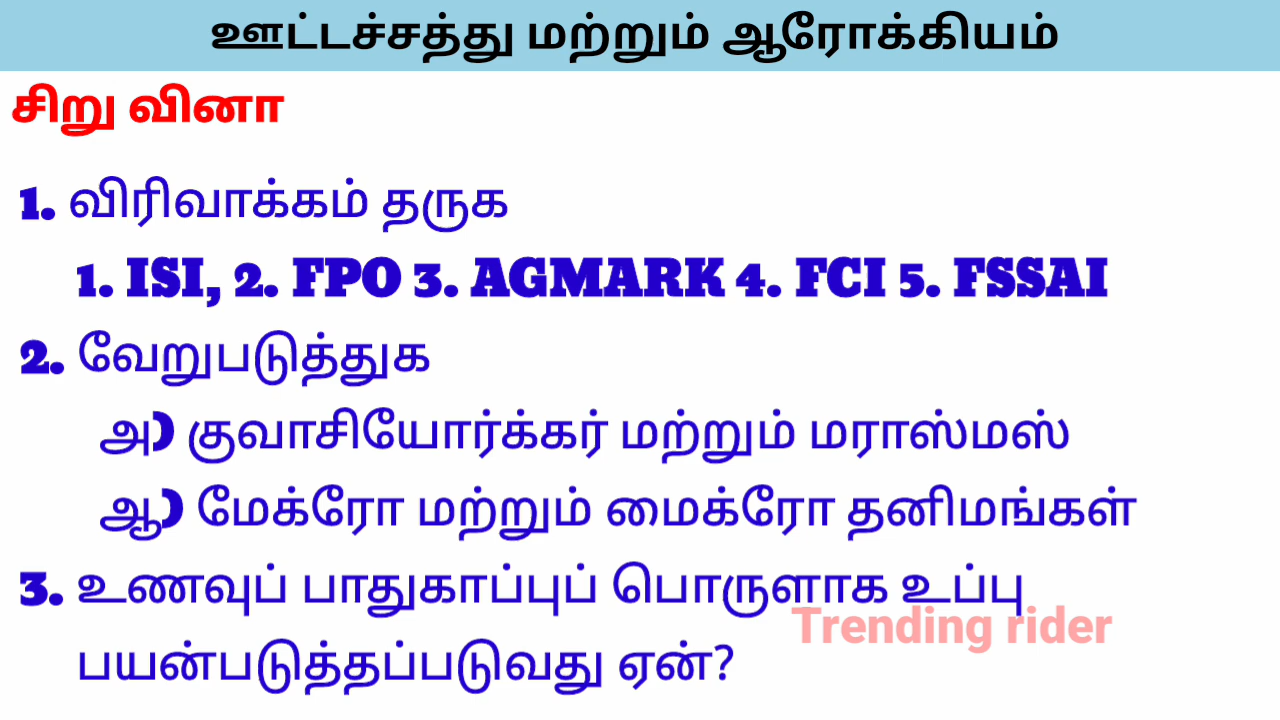 ஊட்டச்சத்து மற்றும் ஆரோக்கியம்
சிறு வினா
1. விரிவாக்கம் தருக
1. ISI, 2. FPO 3. AGMARK 4. FCI 5. FSSAI
2. வேறுபடுத்துக
அ) குவாசியோர்க்கர் மற்றும் மராஸ்மஸ்
ஆ) மேக்ரோ மற்றும் மைக்ரோ தனிமங்கள்
3. உணவுப் பாதுகாப்புப் பொருளாக உப்பு
Trending rider
பயன்படுத்தப்படுவது ஏன்?